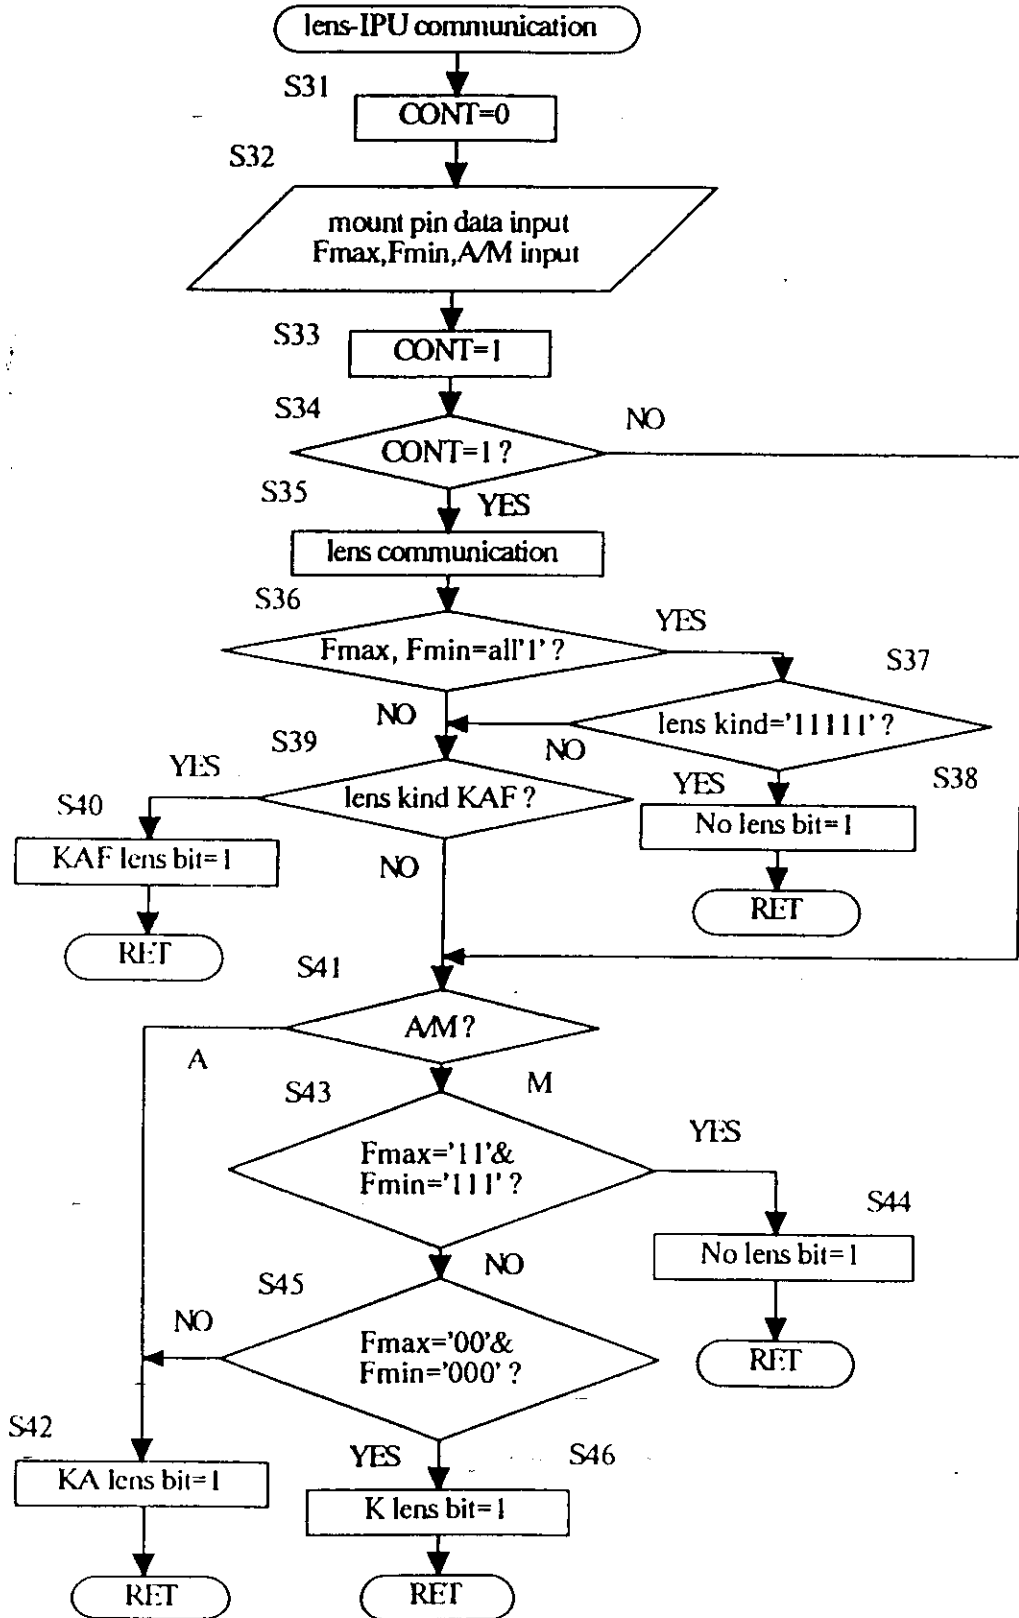 lens-IPU communication
S31
CONT=0
S32
mount pin data input
Fmax,Fmin,A/M input
S33
CONT=1
S34
NO
CONT=1 ?
S35
YES
lens communication
S36
YES
Fmax, Fmin=all'1' ?
S37
NO
lens kind='11111' ?
NO
S39
YES
S38
YES
lens kind KAF ?
S40
No lens bit=1
KAF lens bit=1
NO
RET
RET
S41
A/M ?
A
M
S43
YES
Fmax='11'&
Fmin='111' ?
S44
No lens bit=1
NO
S45
NO
Fmax='00'&
Fmin='000' ?
RET
S42
YES
S46
KA lens bit=1
K lens bit=1
RET
RET